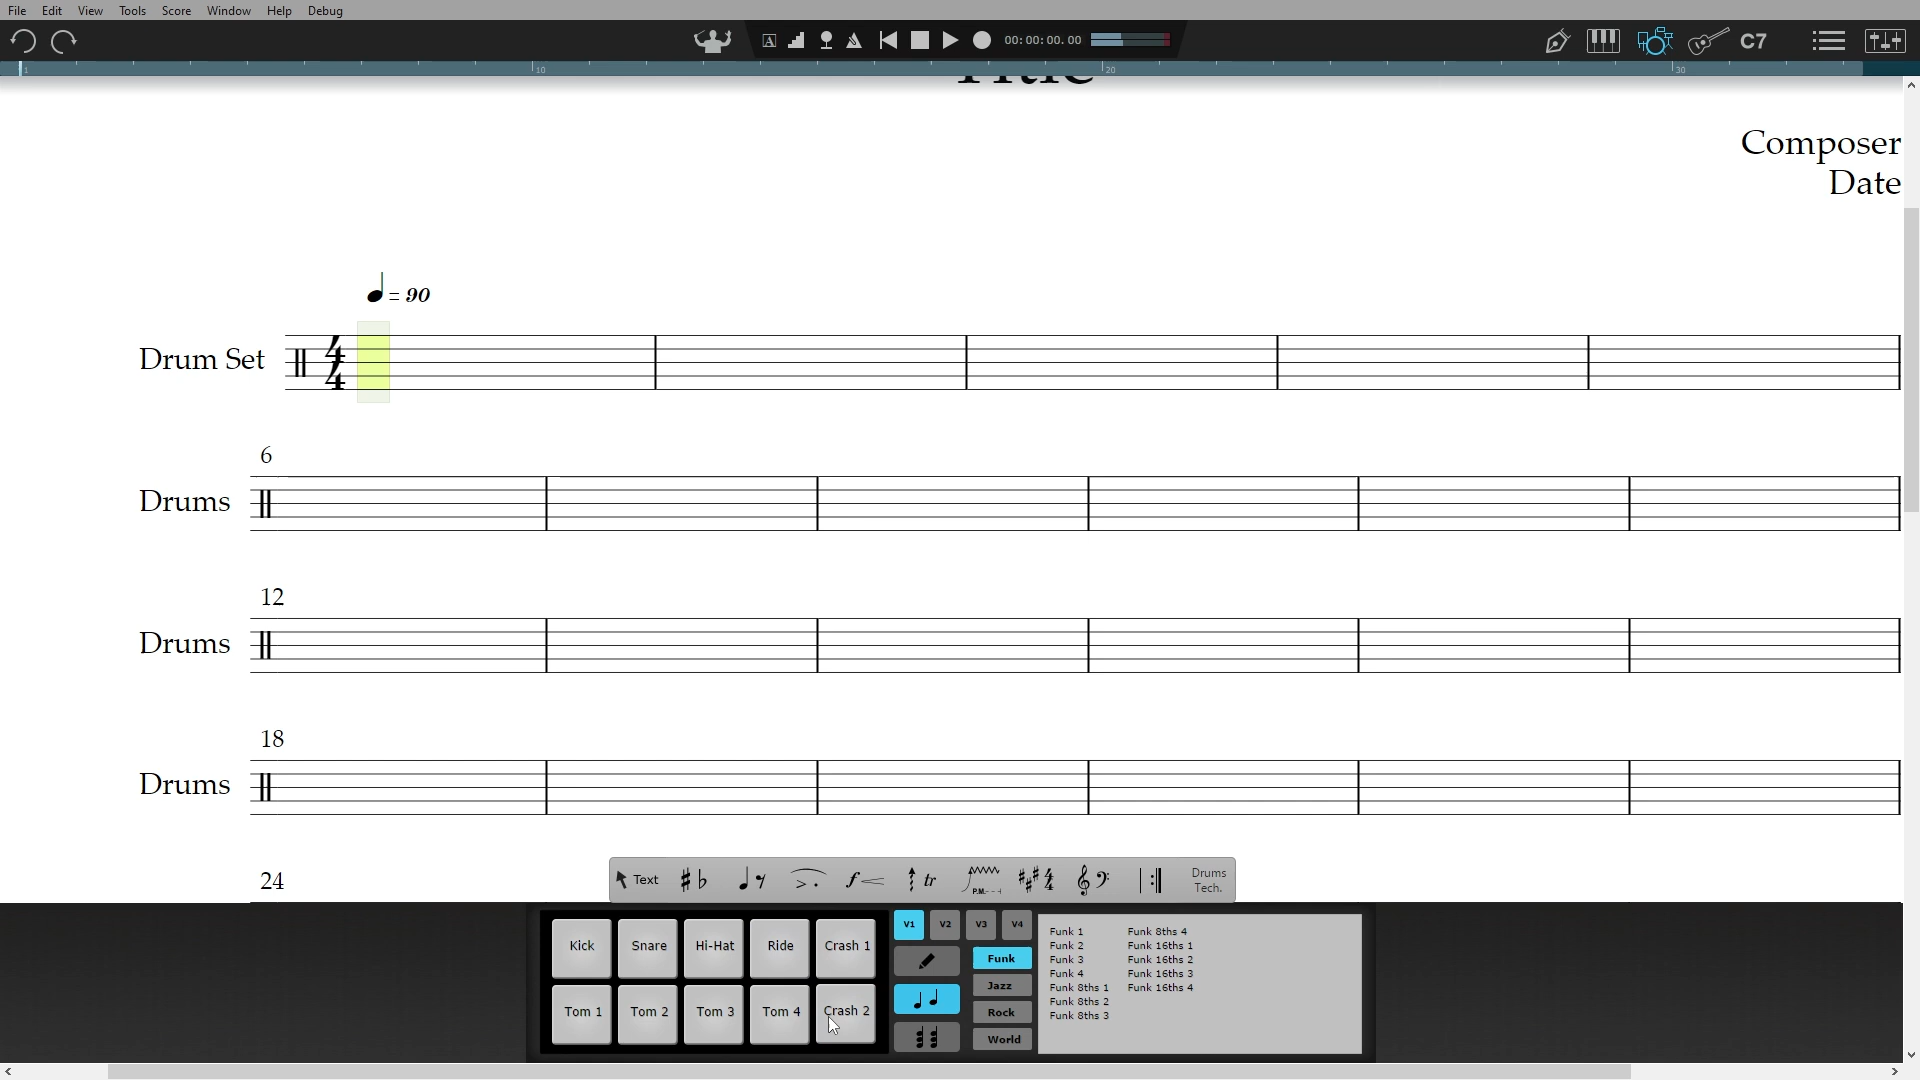 File Edit View Tools Score Window Help Debug
A 00:00:00.00 C7
1 10 20 30
Title
Composer
Date
= 90
Drum Set 4/4
6
Drums
12
Drums
18
Drums
24
Text f tr P.M. Drums
Tech.
V1 V2 V3 V4
Kick Snare Hi-Hat Ride Crash 1
Tom 1 Tom 2 Tom 3 Tom 4 Crash 2
Funk
Jazz
Rock
World
Funk 1 Funk 8ths 4
Funk 2 Funk 16ths 1
Funk 3 Funk 16ths 2
Funk 4 Funk 16ths 3
Funk 8ths 1 Funk 16ths 4
Funk 8ths 2
Funk 8ths 3